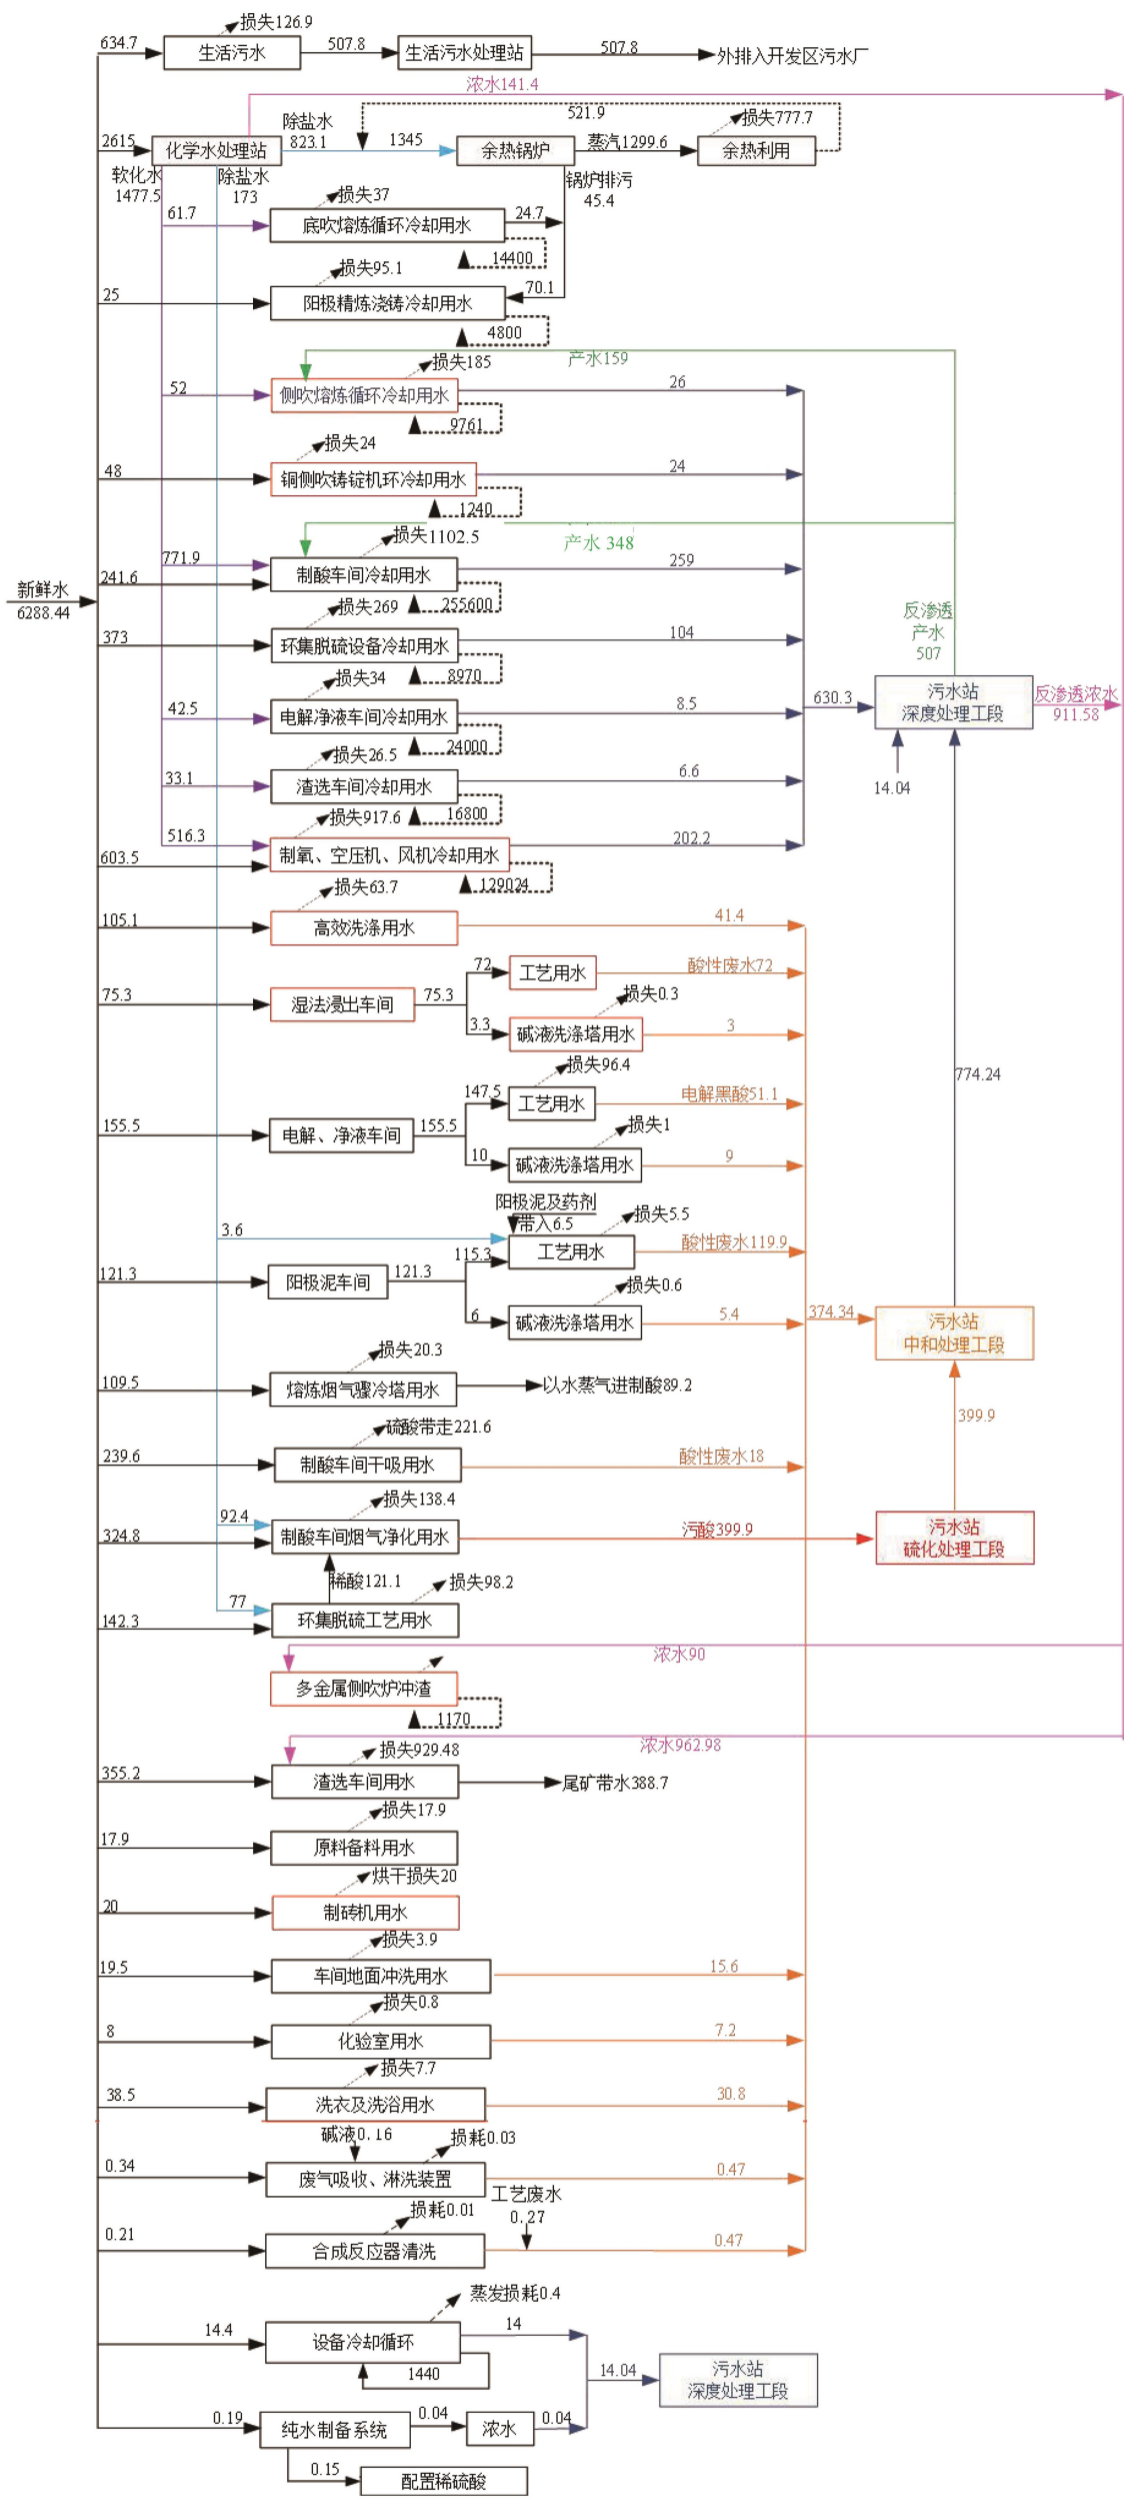 损失126.9
634.7
生活污水
507.8
生活污水处理站
507.8
外排入开发区污水厂
浓水141.4
521.9
损失777.7
除盐水
823.1
1345
2615
化学水处理站
余热锅炉
蒸汽1299.6
余热利用
软化水
1477.5
除盐水
173
锅炉排污
45.4
损失37
61.7
底吹熔炼循环冷却用水
24.7
14400
损失95.1
25
阳极精炼浇铸冷却用水
70.1
4800
产水159
损失185
52
侧吹熔炼循环冷却用水
26
9761
损失24
48
铜侧吹铸锭机环冷却用水
24
1240
损失1102.5
产水 348
771.9
241.6
制酸车间冷却用水
259
255600
新鲜水
6288.44
损失269
373
环集脱硫设备冷却用水
104
8970
反渗透
产水
507
损失34
42.5
电解净液车间冷却用水
8.5
24000
630.3
污水站
深度处理工段
反渗透浓水
911.58
14.04
损失26.5
33.1
渣选车间冷却用水
6.6
16800
损失917.6
516.3
603.5
制氧、空压机、风机冷却用水
202.2
129024
损失63.7
105.1
高效洗涤用水
41.4
72
工艺用水
酸性废水72
75.3
湿法浸出车间
75.3
损失0.3
3.3
碱液洗涤塔用水
3
损失96.4
147.5
工艺用水
电解黑酸51.1
774.24
155.5
电解、净液车间
155.5
损失1
10
碱液洗涤塔用水
9
阳极泥及药剂
带入6.5
损失5.5
3.6
115.3
工艺用水
酸性废水119.9
121.3
阳极泥车间
121.3
损失0.6
6
碱液洗涤塔用水
5.4
374.34
污水站
中和处理工段
损失20.3
109.5
熔炼烟气骤冷塔用水
以水蒸气进制酸89.2
399.9
硫酸带走221.6
239.6
制酸车间干吸用水
酸性废水18
损失138.4
92.4
324.8
制酸车间烟气净化用水
污酸399.9
污水站
硫化处理工段
稀酸121.1
损失98.2
77
142.3
环集脱硫工艺用水
浓水90
多金属侧吹炉冲渣
1170
浓水962.98
损失929.48
355.2
渣选车间用水
尾矿带水388.7
损失17.9
17.9
原料备料用水
烘干损失20
20
制砖机用水
损失3.9
19.5
车间地面冲洗用水
15.6
损失0.8
8
化验室用水
7.2
损失7.7
38.5
洗衣及洗浴用水
30.8
碱液0.16
损耗0.03
0.34
废气吸收、淋洗装置
0.47
工艺废水
0.27
损耗0.01
0.21
合成反应器清洗
0.47
蒸发损耗0.4
14.4
设备冷却循环
14
1440
14.04
污水站
深度处理工段
0.19
纯水制备系统
0.04
浓水
0.04
0.15
配置稀硫酸